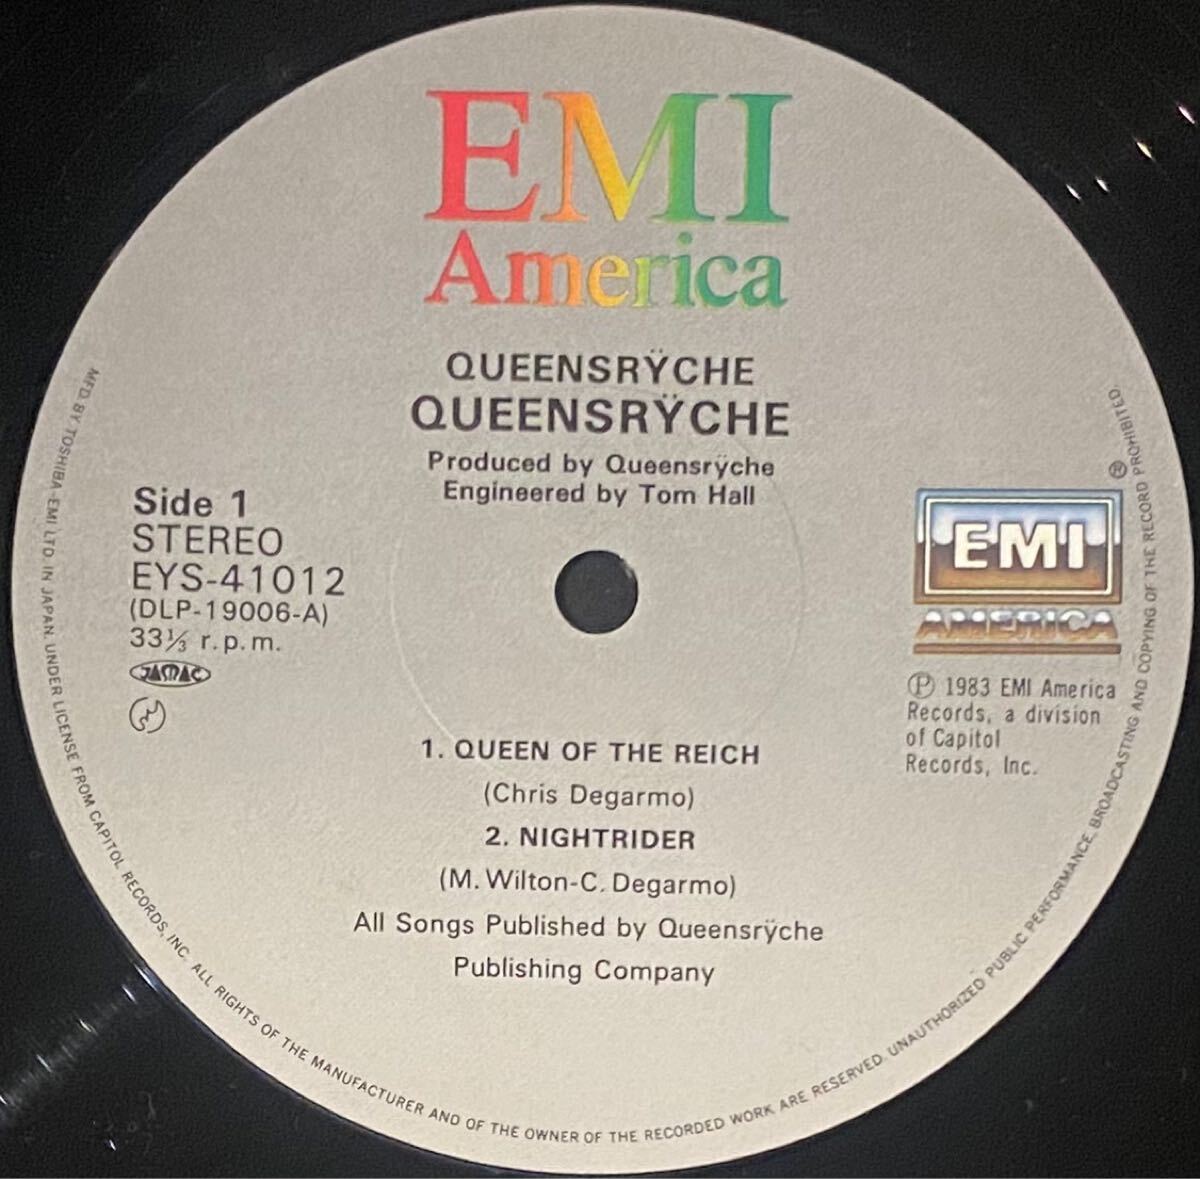 EMI
America
QUEENSRŸCHE
QUEENSRŸCHE
Produced by Queensrÿche
Engineered by Tom Hall
Side 1
STEREO
EYS-41012
(DLP-19006-A)
33⅓ r.p.m.
JASRAC
EMI
AMERICA
®
Ⓟ 1983 EMI America
Records, a division
of Capitol
Records, Inc.
1. QUEEN OF THE REICH
(Chris Degarmo)
2. NIGHTRIDER
(M. Wilton-C. Degarmo)
All Songs Published by Queensrÿche
Publishing Company
MFD. BY TOSHIBA-EMI LTD. IN JAPAN. UNDER LICENSE FROM CAPITOL RECORDS, INC. ALL RIGHTS OF THE MANUFACTURER AND OF THE OWNER OF THE RECORDED WORK ARE RESERVED. UNAUTHORIZED PUBLIC PERFORMANCE, BROADCASTING AND COPYING OF THE RECORD PROHIBITED.